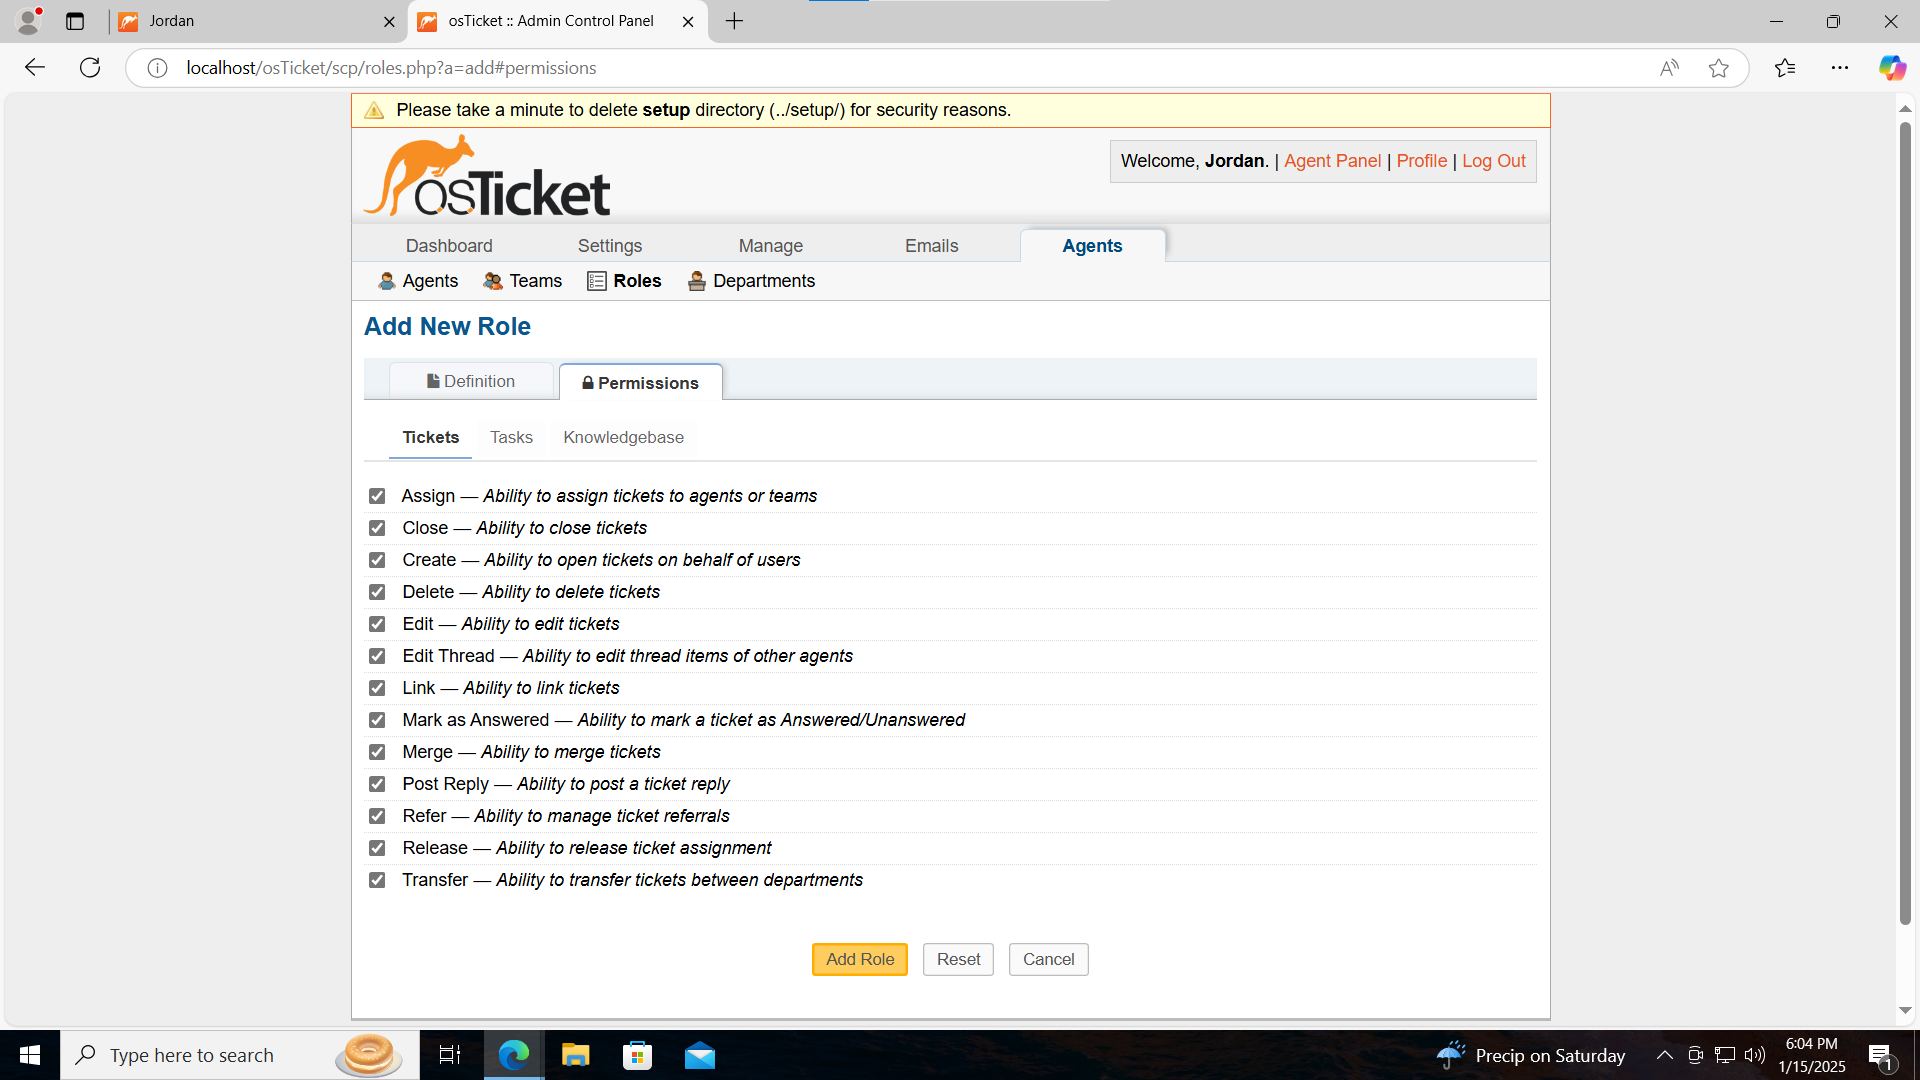 Jordan
osTicket :: Admin Control Panel
localhost/osTicket/scp/roles.php?a=add#permissions
Please take a minute to delete setup directory (../setup/) for security reasons.
osTicket
Welcome, Jordan. | Agent Panel | Profile | Log Out
Dashboard Settings Manage Emails Agents
Agents Teams Roles Departments
Add New Role
Definition Permissions
Tickets Tasks Knowledgebase
Assign — Ability to assign tickets to agents or teams
Close — Ability to close tickets
Create — Ability to open tickets on behalf of users
Delete — Ability to delete tickets
Edit — Ability to edit tickets
Edit Thread — Ability to edit thread items of other agents
Link — Ability to link tickets
Mark as Answered — Ability to mark a ticket as Answered/Unanswered
Merge — Ability to merge tickets
Post Reply — Ability to post a ticket reply
Refer — Ability to manage ticket referrals
Release — Ability to release ticket assignment
Transfer — Ability to transfer tickets between departments
Add Role Reset Cancel
Type here to search
Precip on Saturday
6:04 PM
1/15/2025
1